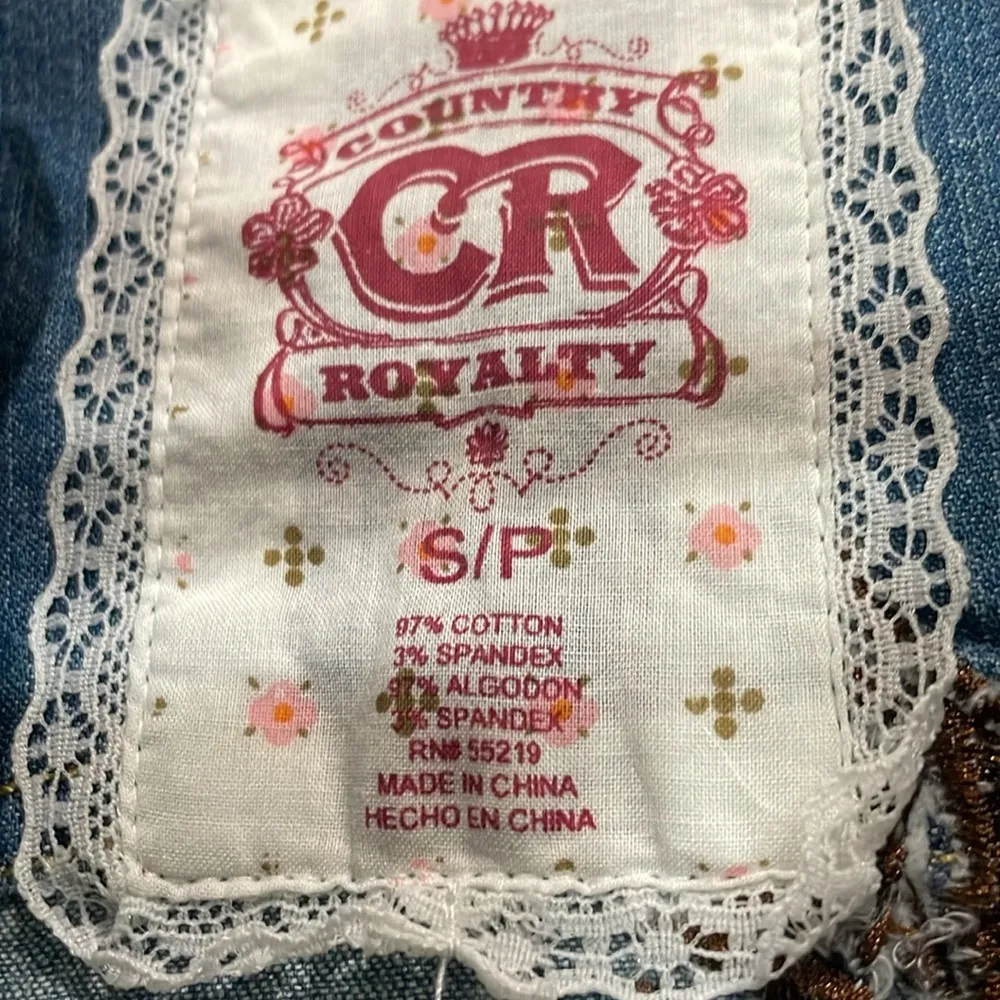 COUNTRY
CR
ROYALTY
S/P
97% COTTON
3% SPANDEX
97% ALGODON
3% SPANDEX
RN# 55219
MADE IN CHINA
HECHO EN CHINA